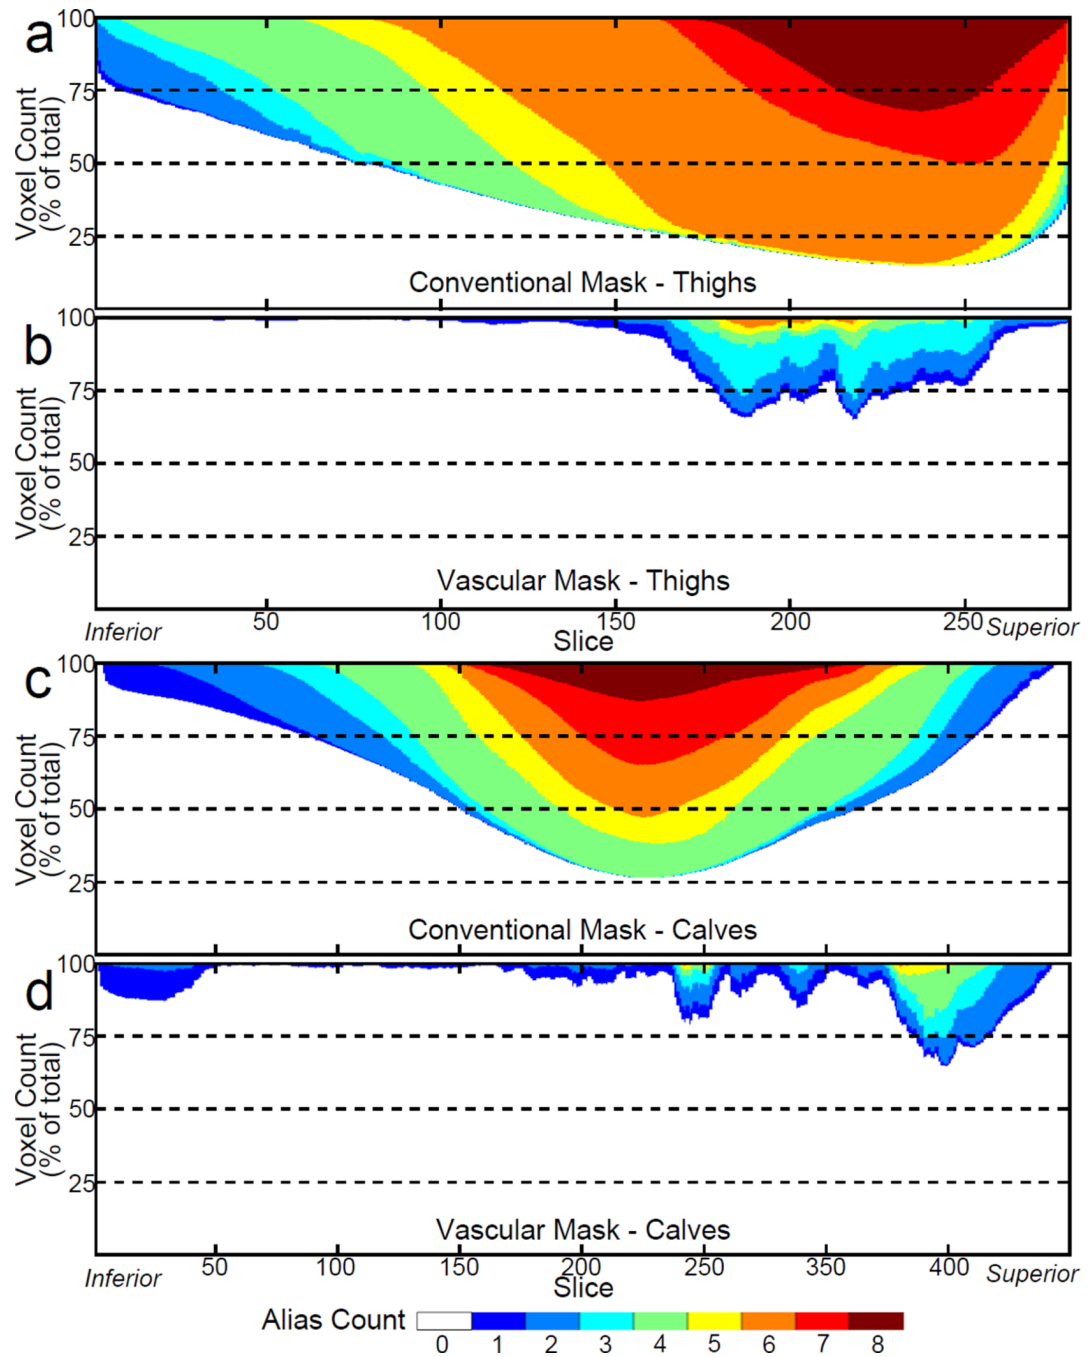 a
100
75
50
25
Voxel Count
(% of total)
Conventional Mask - Thighs
b
100
75
50
25
Voxel Count
(% of total)
Vascular Mask - Thighs
Inferior
50
100
150
200
250
Superior
Slice
c
100
75
50
25
Voxel Count
(% of total)
Conventional Mask - Calves
d
100
75
50
25
Voxel Count
(% of total)
Vascular Mask - Calves
Inferior
50
100
150
200
250
350
400
Superior
Slice
Alias Count
0 1 2 3 4 5 6 7 8